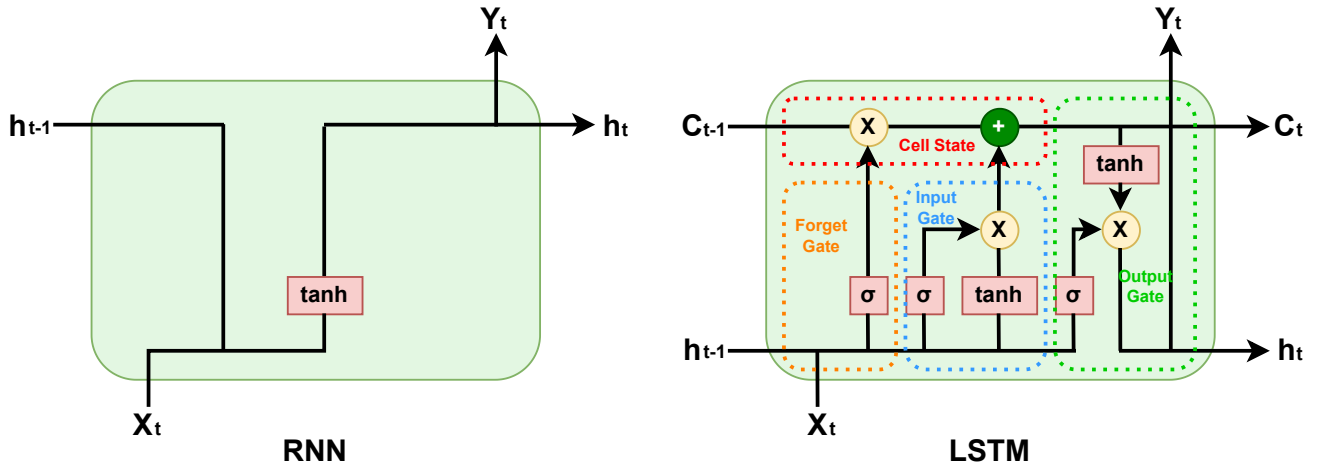 Yt
ht-1
ht
tanh
Xt
RNN
Yt
Ct-1
X
+
Ct
Cell State
tanh
Input
Gate
Forget
Gate
X
X
σ
σ
tanh
σ
Output
Gate
ht-1
ht
Xt
LSTM